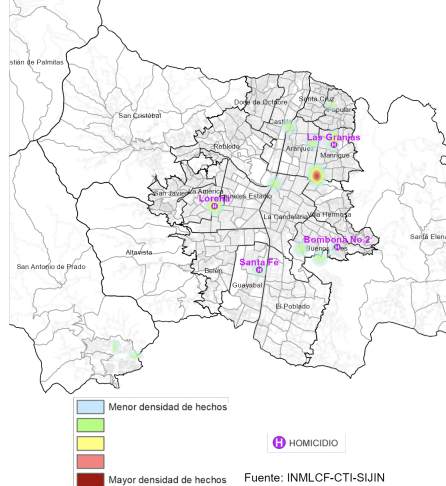 stián de Palmitas
San Cristóbal
Doce de Octubre
Santa Cruz
Popular
Castilla
Las Granjas
Aranjuez
Manrique
Robledo
San Javier
La América
Laureles Estadio
Lorena
La Candelaria
Villa Hermosa
Bombona No.2
Buenos Aires
Santa Elena
Altavista
San Antonio de Prado
Santa Fé
Belén
Guayabal
El Poblado
Menor densidad de hechos
H HOMICIDIO
Mayor densidad de hechos
Fuente: INMLCF-CTI-SIJIN